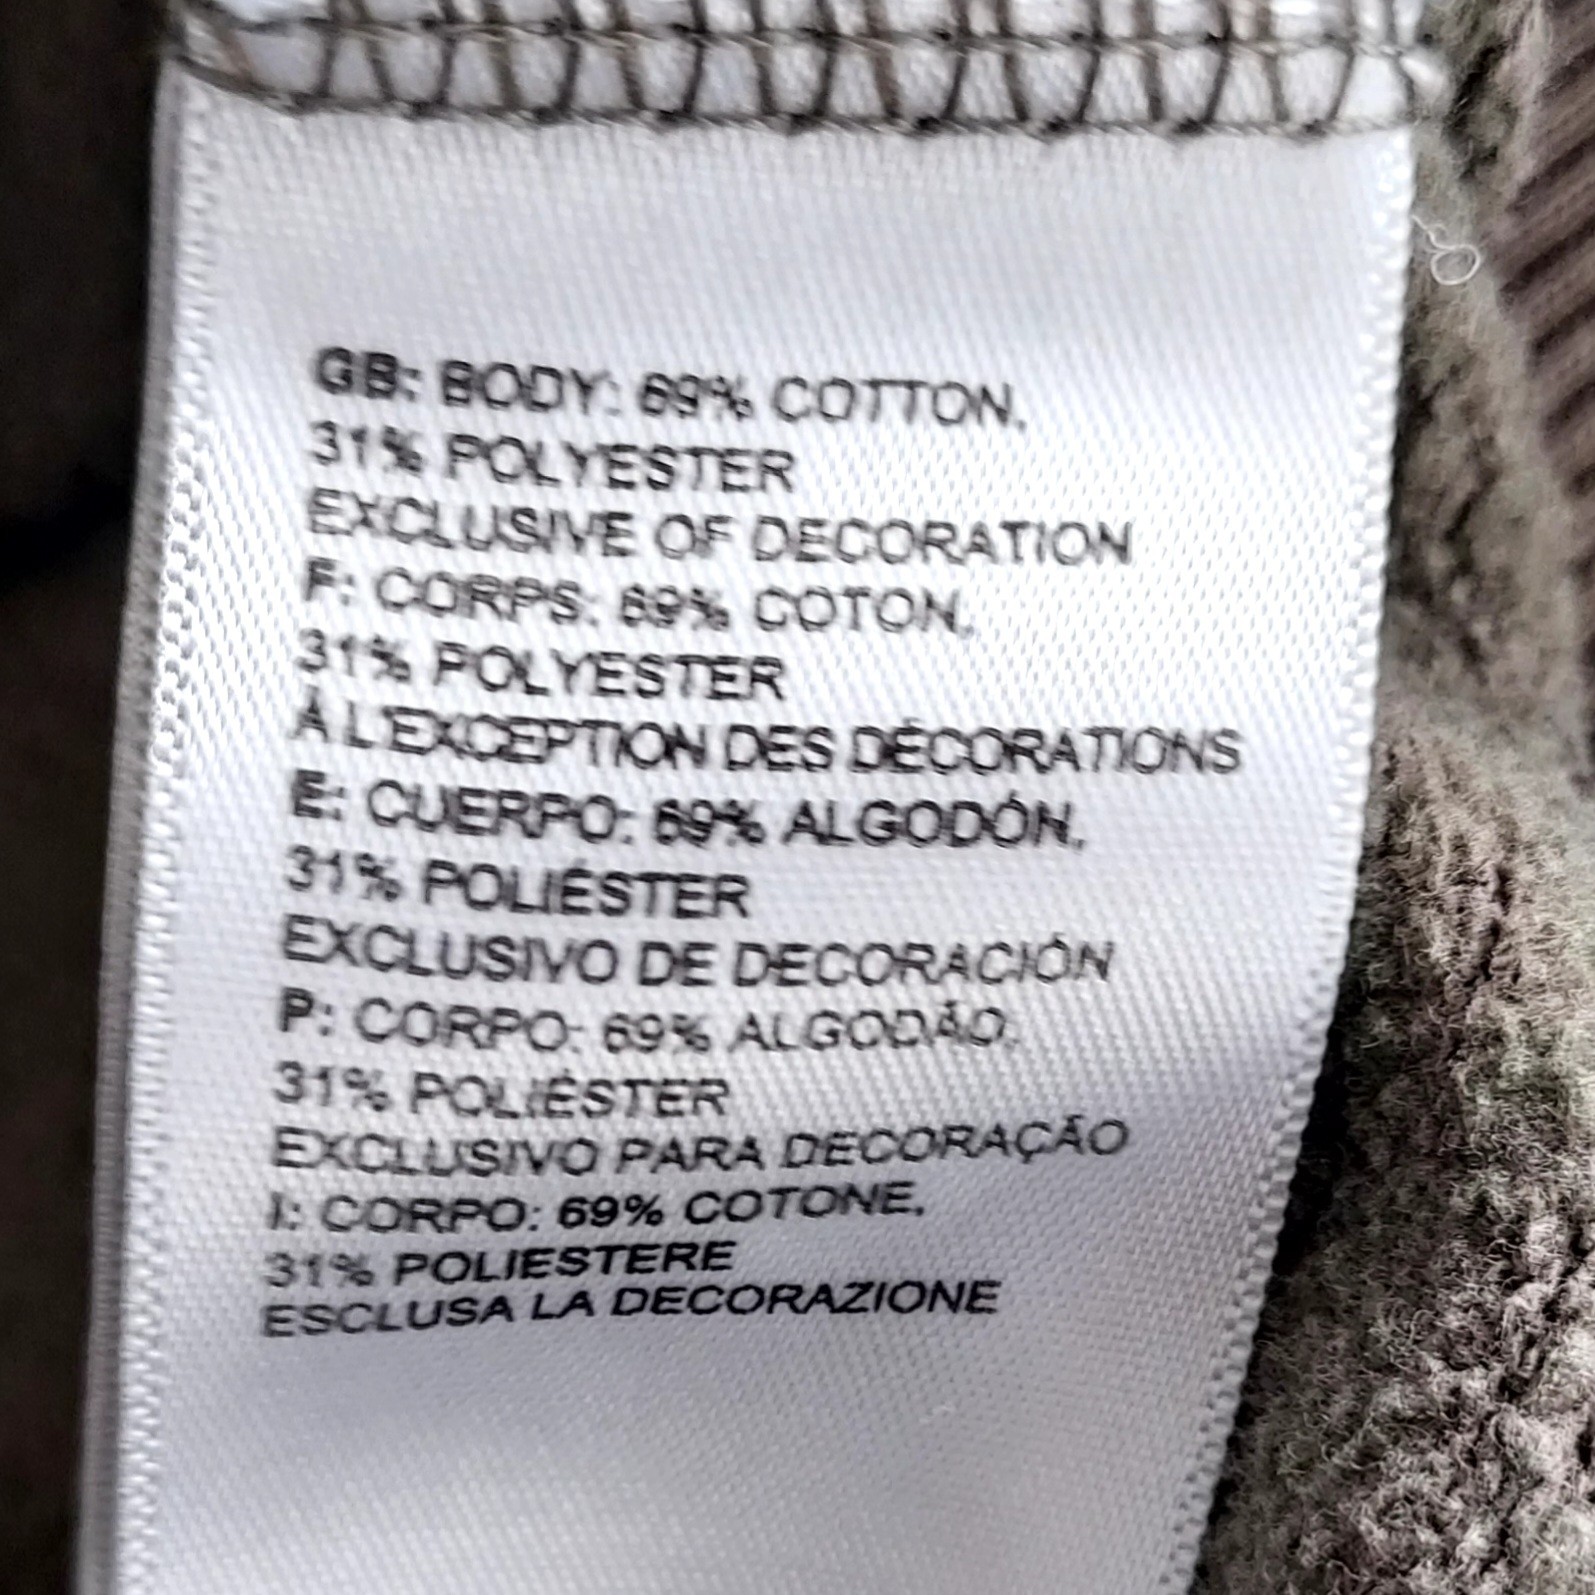 GB: BODY: 69% COTTON,
31% POLYESTER
EXCLUSIVE OF DECORATION
F: CORPS: 69% COTON,
31% POLYESTER
À L'EXCEPTION DES DÉCORATIONS
E: CUERPO: 69% ALGODÓN,
31% POLIÉSTER
EXCLUSIVO DE DECORACIÓN
P: CORPO: 69% ALGODÃO,
31% POLIÉSTER
EXCLUSIVO PARA DECORAÇÃO
I: CORPO: 69% COTONE,
31% POLIESTERE
ESCLUSA LA DECORAZIONE